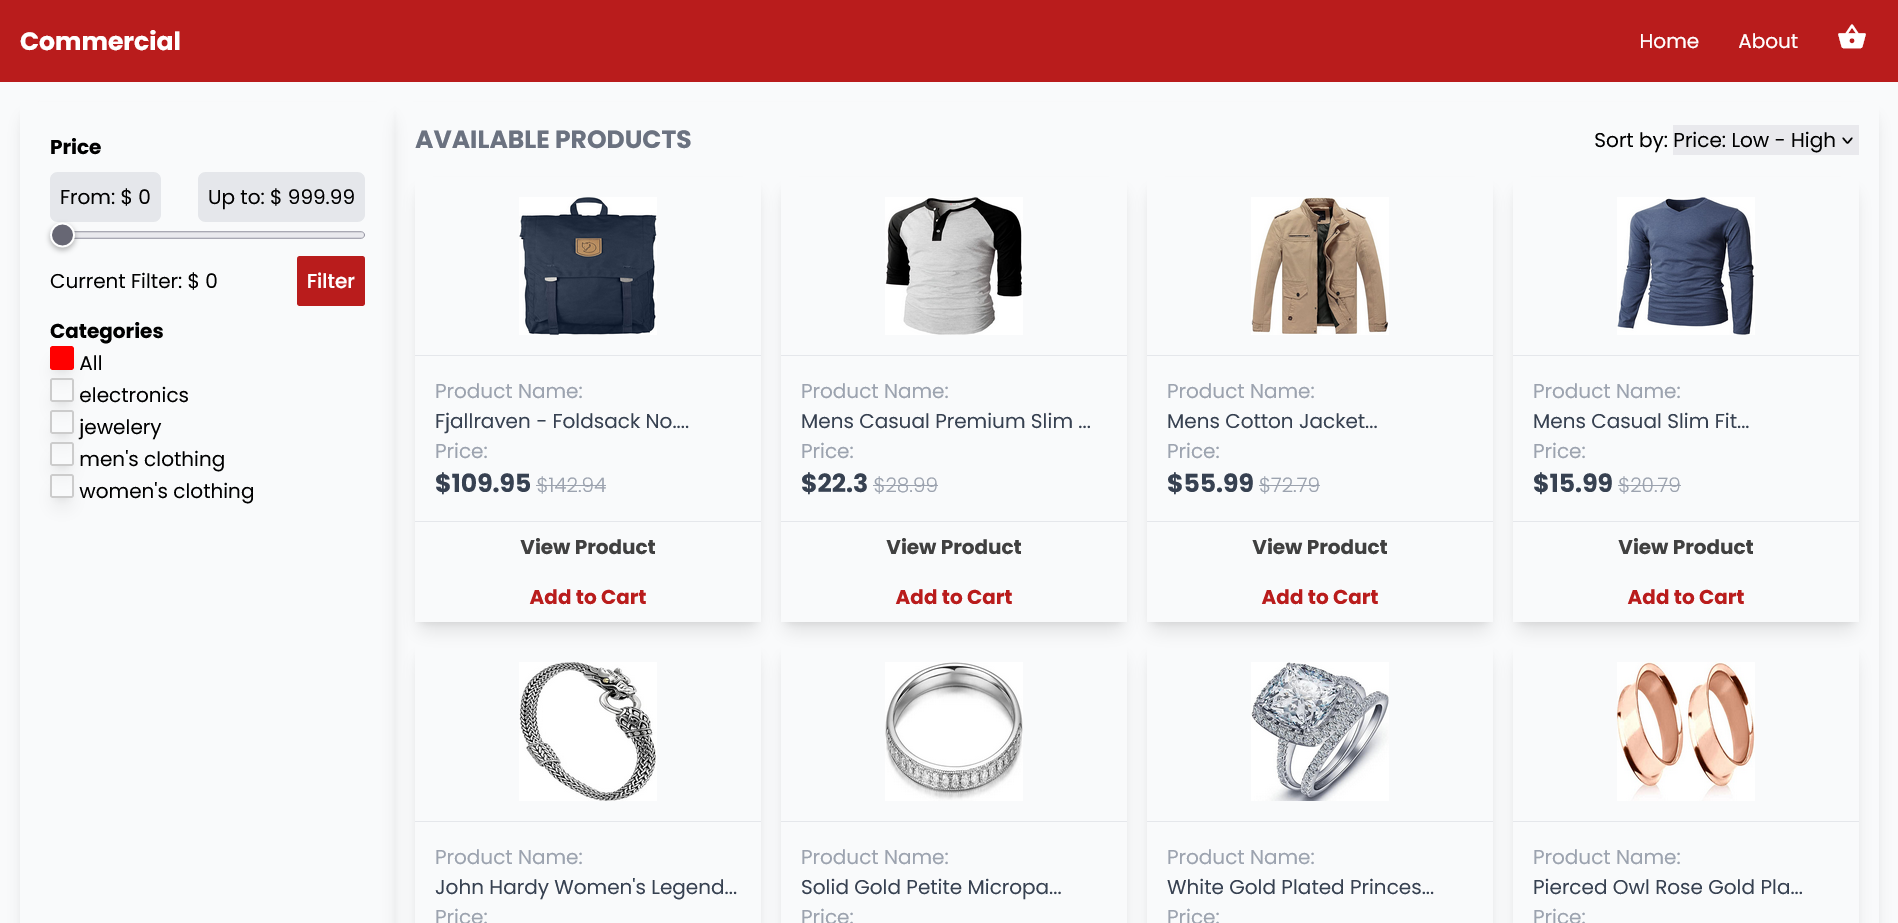 Commercial
Home
About
Price
From: $ 0
Up to: $ 999.99
Current Filter: $ 0
Filter
Categories
All
electronics
jewelery
men's clothing
women's clothing
AVAILABLE PRODUCTS
Sort by: Price: Low - High
Product Name:
Fjallraven - Foldsack No....
Price:
$109.95 $142.94
View Product
Add to Cart
Product Name:
Mens Casual Premium Slim ...
Price:
$22.3 $28.99
View Product
Add to Cart
Product Name:
Mens Cotton Jacket...
Price:
$55.99 $72.79
View Product
Add to Cart
Product Name:
Mens Casual Slim Fit...
Price:
$15.99 $20.79
View Product
Add to Cart
Product Name:
John Hardy Women's Legend...
Price:
Product Name:
Solid Gold Petite Micropa...
Price:
Product Name:
White Gold Plated Princes...
Price:
Product Name:
Pierced Owl Rose Gold Pla...
Price: